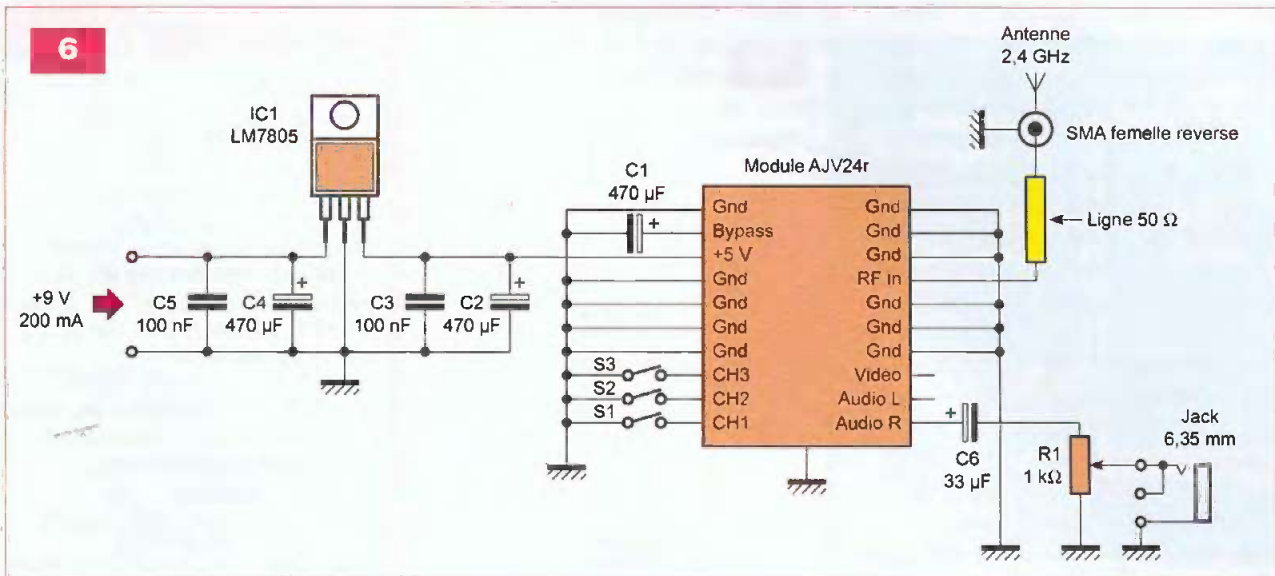 6
Antenne
2,4 GHz
IC1
LM7805
SMA femelle reverse
C1
470 µF
Module AJV24r
Ligne 50 Ω
+9 V
200 mA
C5
100 nF
C4
470 µF
C3
100 nF
C2
470 µF
+
+
+
Gnd
Bypass
+5 V
Gnd
Gnd
Gnd
Gnd
CH3
CH2
CH1
Gnd
Gnd
Gnd
RF in
Gnd
Gnd
Gnd
Video
Audio L
Audio R
S3
S2
S1
+
C6
33 µF
R1
1 kΩ
Jack
6,35 mm